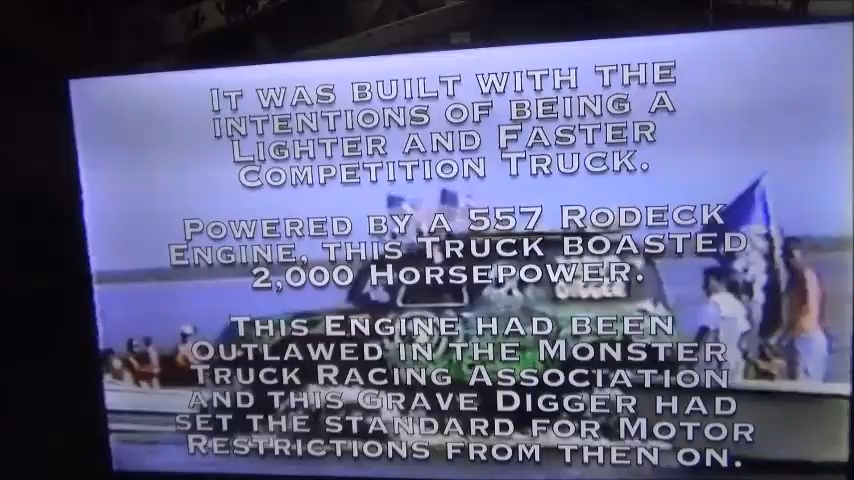 It was built with the
intentions of being a
Lighter and Faster
Competition Truck.
Powered by a 557 Rodeck
Engine, this Truck boasted
2,000 Horsepower.
This Engine had been
Outlawed in the Monster
Truck Racing Association
and this Grave Digger had
set the standard for Motor
Restrictions from then on.